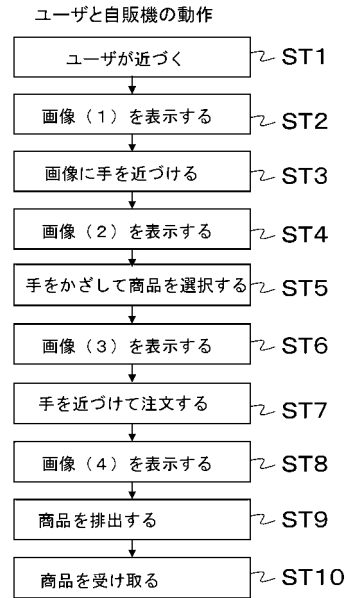 ユーザと自販機の動作
ユーザが近づく ST1
画像(1)を表示する ST2
画像に手を近づける ST3
画像(2)を表示する ST4
手をかざして商品を選択する ST5
画像(3)を表示する ST6
手を近づけて注文する ST7
画像(4)を表示する ST8
商品を排出する ST9
商品を受け取る ST10